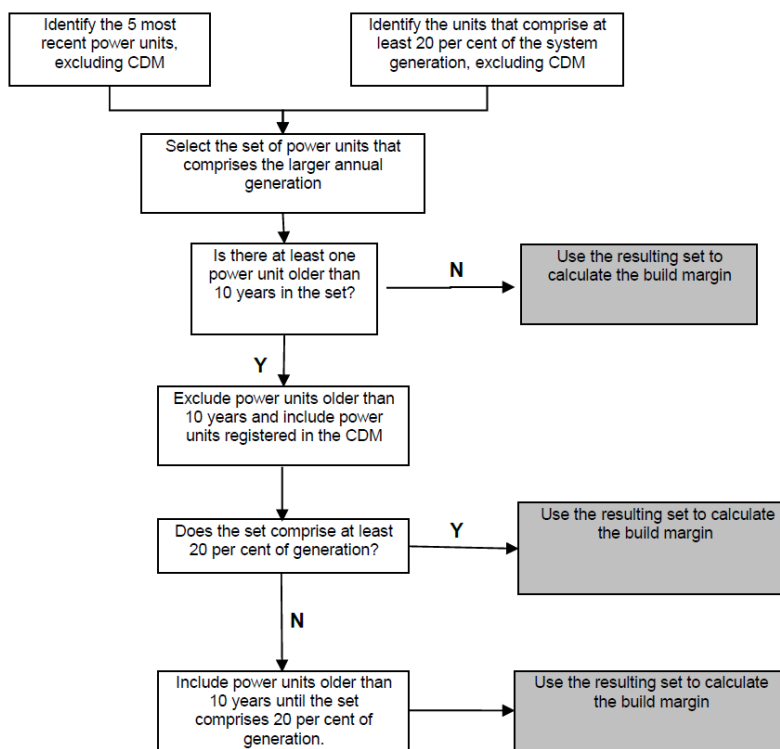 Identify the 5 most
recent power units,
excluding CDM
Identify the units that comprise at
least 20 per cent of the system
generation, excluding CDM
Select the set of power units that
comprises the larger annual
generation
Is there at least one
power unit older than
10 years in the set?
N
Use the resulting set to
calculate the build margin
Y
Exclude power units older than
10 years and include power
units registered in the CDM
Does the set comprise at least
20 per cent of generation?
Y
Use the resulting set to calculate
the build margin
N
Include power units older than
10 years until the set
comprises 20 per cent of
generation.
Use the resulting set to calculate
the build margin